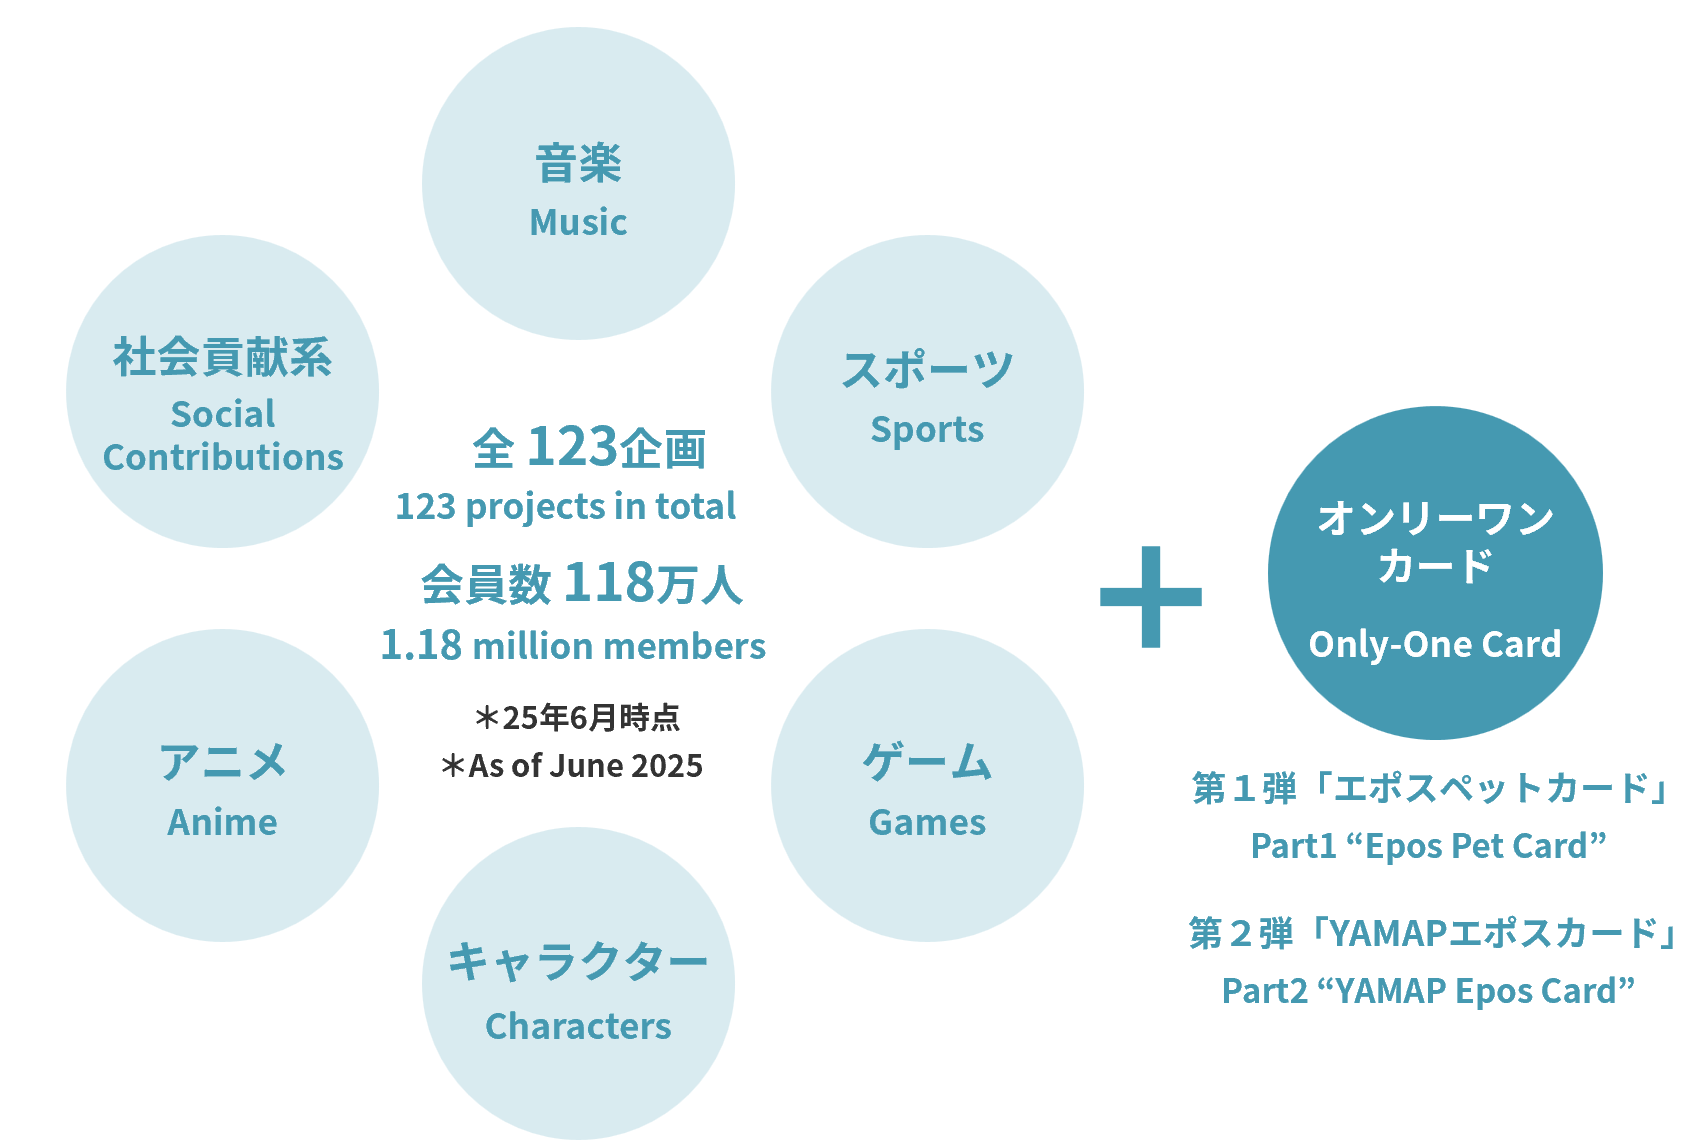 音楽
Music
社会貢献系
Social
Contributions
スポーツ
Sports
全 123企画
123 projects in total
会員数 118万人
1.18 million members
＊25年6月時点
＊As of June 2025
アニメ
Anime
ゲーム
Games
キャラクター
Characters
+
オンリーワン
カード
Only-One Card
第１弾「エポスペットカード」
Part1 “Epos Pet Card”
第２弾「YAMAPエポスカード」
Part2 “YAMAP Epos Card”